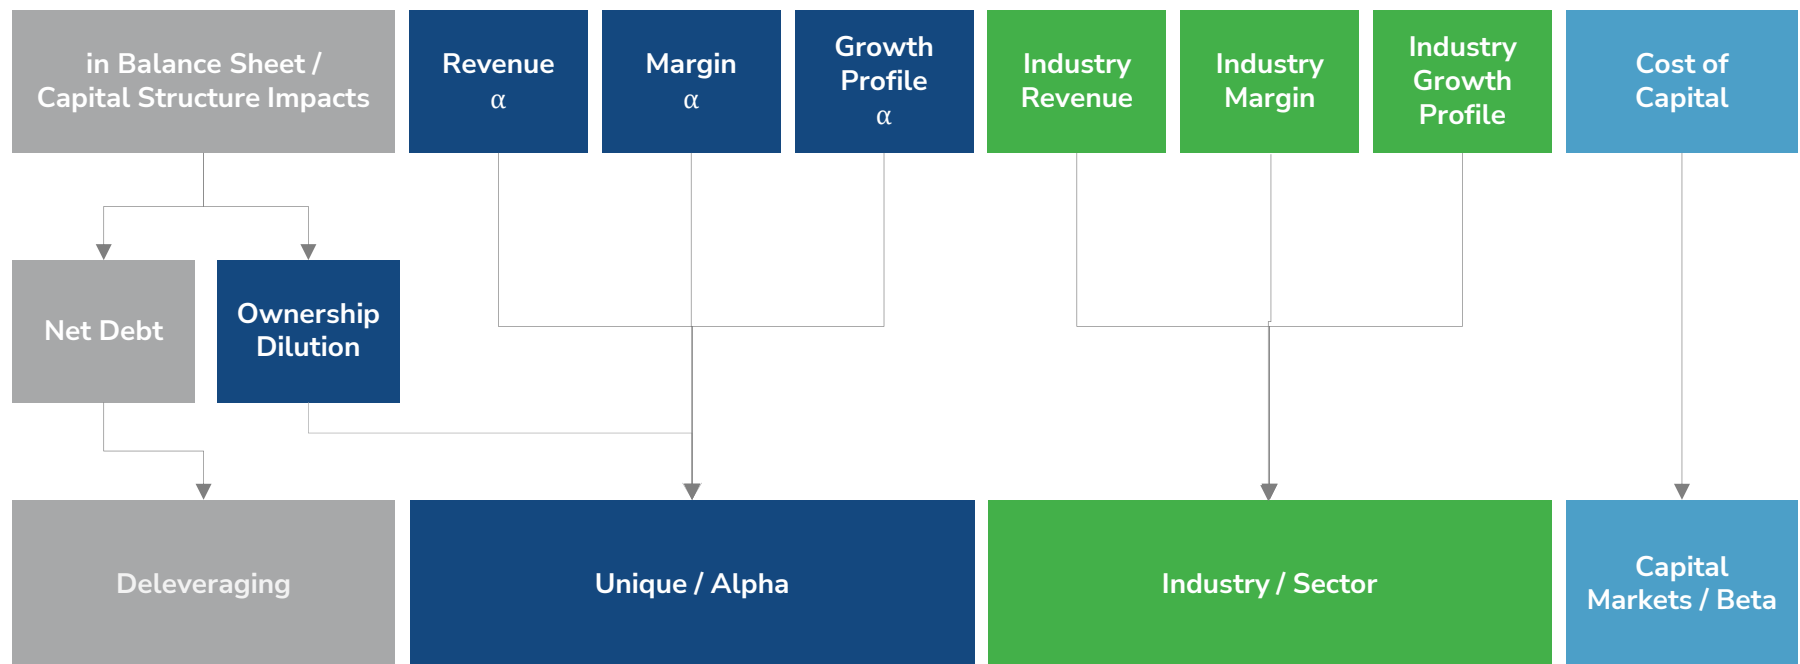 in Balance Sheet /
Capital Structure Impacts
Revenue
α
Margin
α
Growth
Profile
α
Industry
Revenue
Industry
Margin
Industry
Growth
Profile
Cost of
Capital
Net Debt
Ownership
Dilution
Deleveraging
Unique / Alpha
Industry / Sector
Capital
Markets / Beta